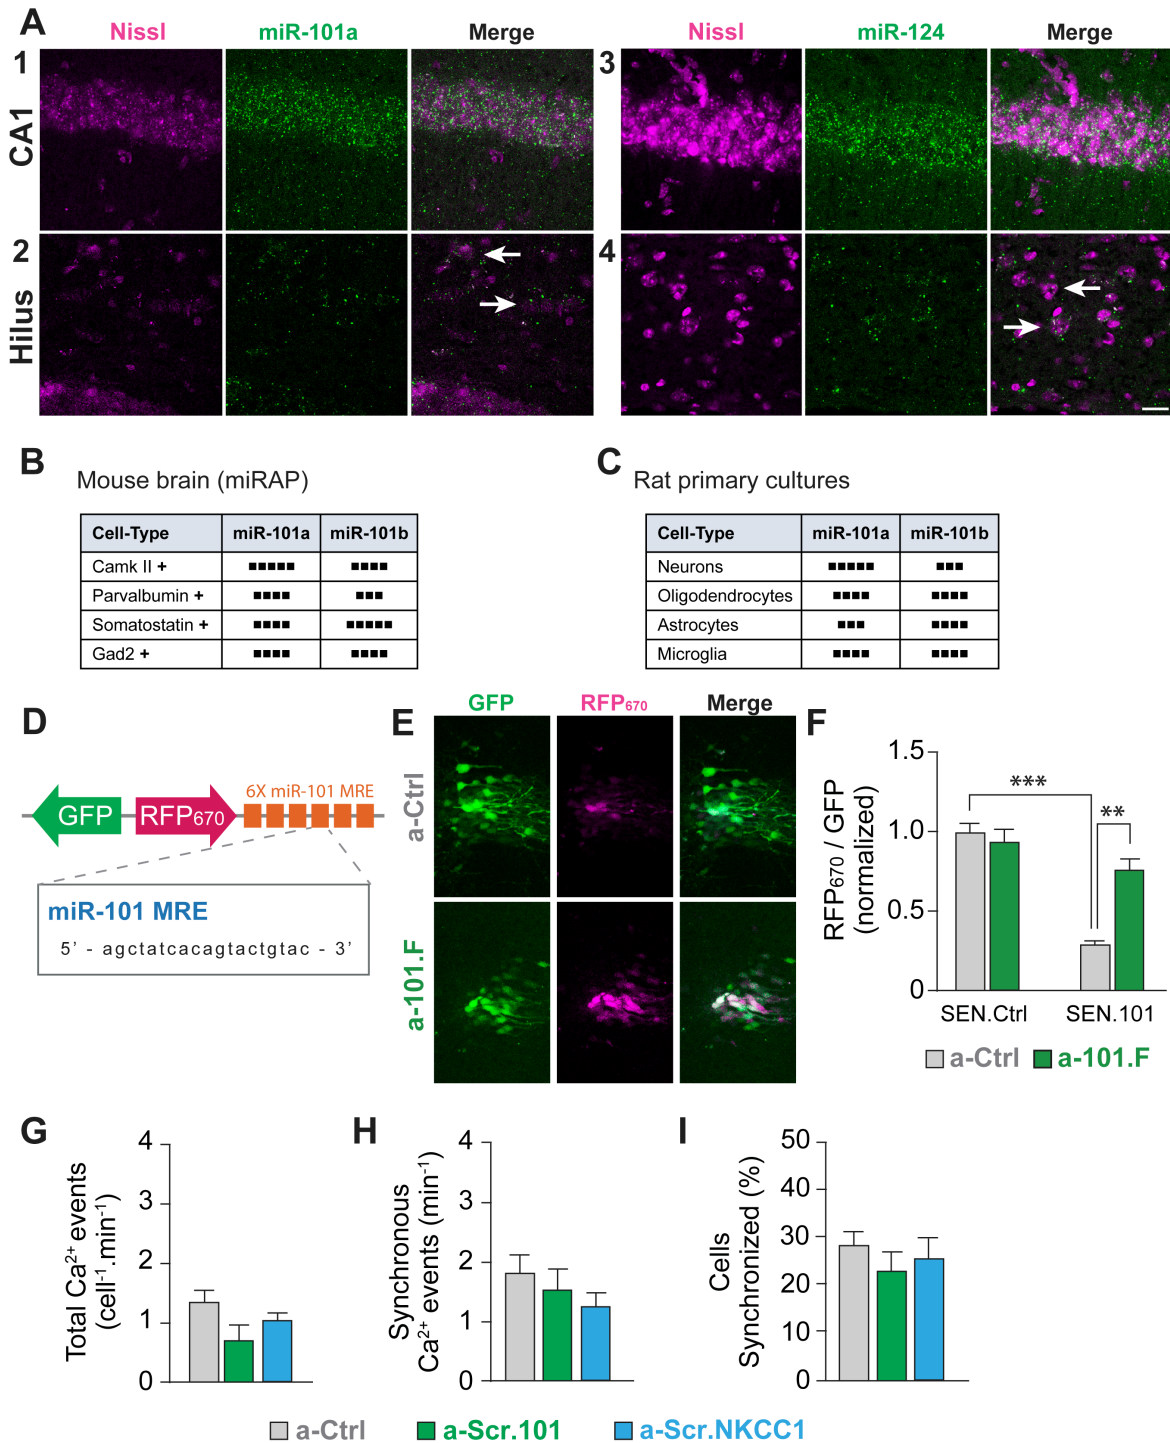 A
Nissl miR-101a Merge Nissl miR-124 Merge
1 3
CA1
2 4
Hilus
B
Mouse brain (miRAP)
Cell-Type miR-101a miR-101b
Camk II + ■■■■■ ■■■■
Parvalbumin + ■■■■ ■■■
Somatostatin + ■■■■ ■■■■■
Gad2 + ■■■■ ■■■■
C
Rat primary cultures
Cell-Type miR-101a miR-101b
Neurons ■■■■■ ■■■
Oligodendrocytes ■■■■ ■■■■
Astrocytes ■■■ ■■■■
Microglia ■■■■ ■■■■
D
6X miR-101 MRE
GFP RFP670
miR-101 MRE
5' - agctatcacagtactgtac - 3'
E
GFP RFP670 Merge
a-Ctrl
a-101.F
F
RFP670 / GFP
(normalized)
1.5
1.0
0.5
0
***
**
SEN.Ctrl SEN.101
a-Ctrl a-101.F
G
Total Ca2+ events
(cell-1.min-1)
4
3
2
1
0
H
Synchronous
Ca2+ events (min-1)
4
3
2
1
0
I
Cells
Synchronized (%)
50
40
30
20
10
0
a-Ctrl a-Scr.101 a-Scr.NKCC1